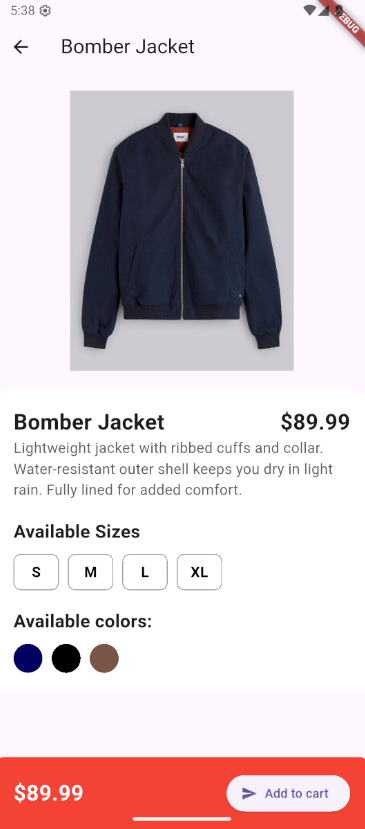 5:38
DEBUG
Bomber Jacket
Bomber Jacket $89.99
Lightweight jacket with ribbed cuffs and collar.
Water-resistant outer shell keeps you dry in light
rain. Fully lined for added comfort.
Available Sizes
S M L XL
Available colors:
$89.99 Add to cart